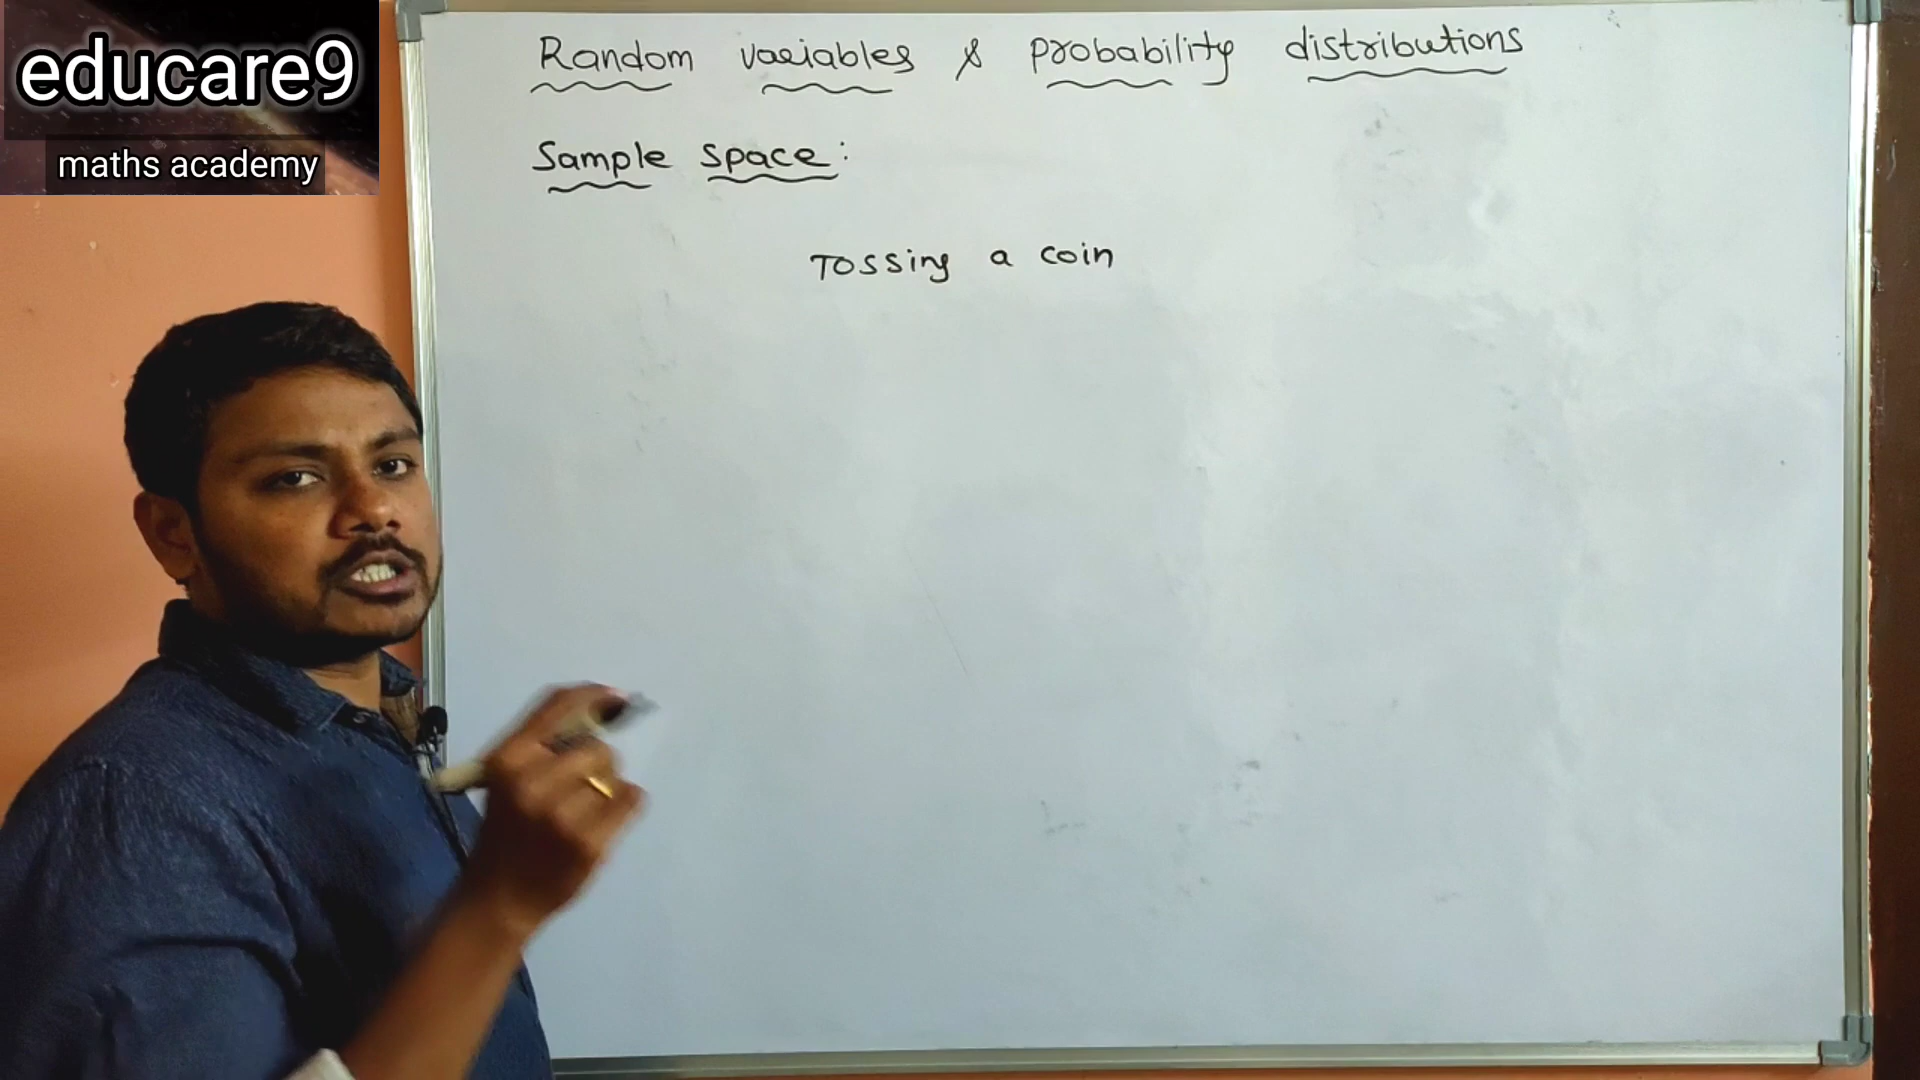 educare9
maths academy
Random variables & probability distributions
Sample space:
Tossing a coin